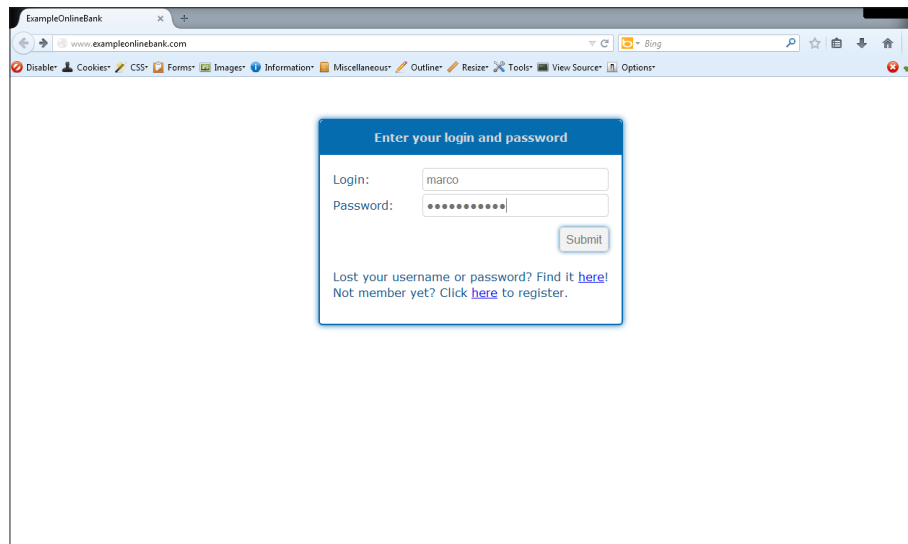 ExampleOnlineBank
www.exampleonlinebank.com
Bing
Disable Cookies CSS Forms Images Information Miscellaneous Outline Resize Tools View Source Options
Enter your login and password
Login: marco
Password: ●●●●●●●●●●●
Submit
Lost your username or password? Find it here!
Not member yet? Click here to register.